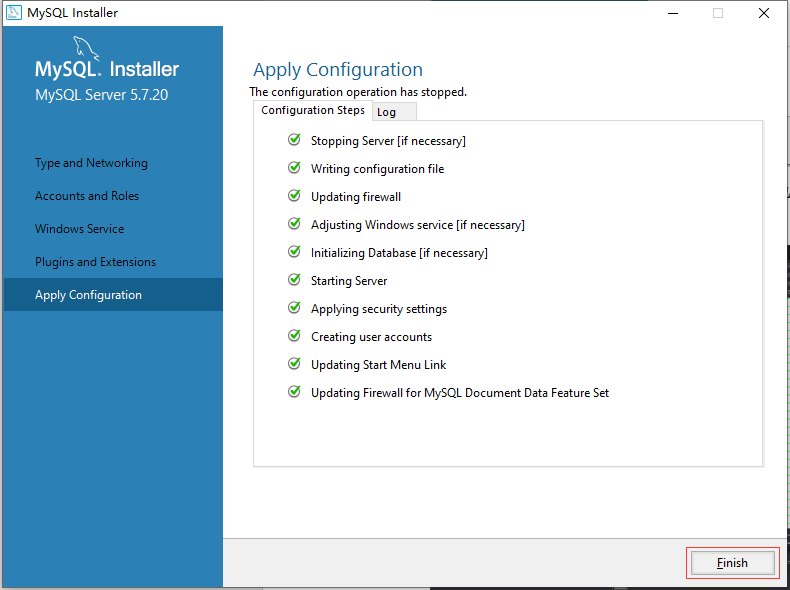 MySQL Installer
MySQL. Installer
MySQL Server 5.7.20
Type and Networking
Accounts and Roles
Windows Service
Plugins and Extensions
Apply Configuration
Apply Configuration
The configuration operation has stopped.
Configuration Steps
Log
Stopping Server [if necessary]
Writing configuration file
Updating firewall
Adjusting Windows service [if necessary]
Initializing Database [if necessary]
Starting Server
Applying security settings
Creating user accounts
Updating Start Menu Link
Updating Firewall for MySQL Document Data Feature Set
Finish